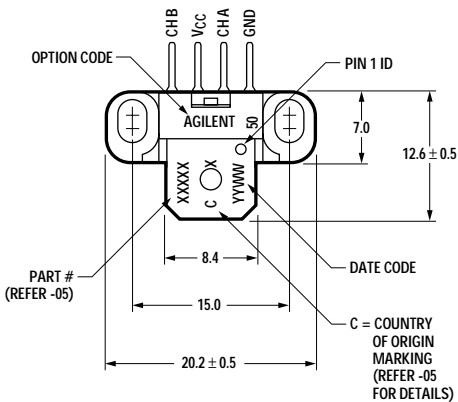 CH B
VCC
CH A
GND
OPTION CODE
PIN 1 ID
AGILENT
50
7.0
12.6 ± 0.5
XXXXX
X
C
YYWW
8.4
PART #
(REFER -05)
DATE CODE
15.0
C = COUNTRY
OF ORIGIN
MARKING
(REFER -05
FOR DETAILS)
20.2 ± 0.5